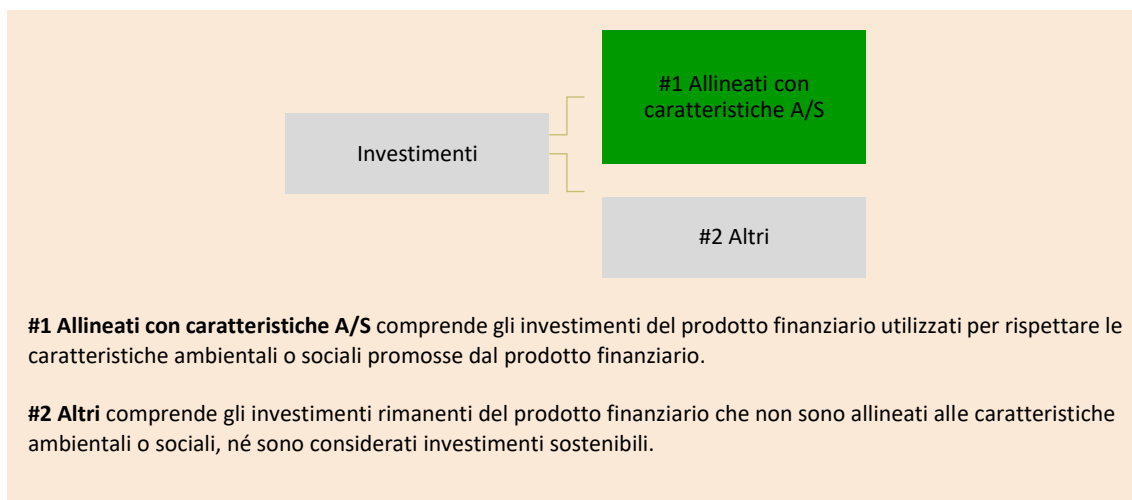 #1 Allineati con
caratteristiche A/S
Investimenti
#2 Altri
#1 Allineati con caratteristiche A/S comprende gli investimenti del prodotto finanziario utilizzati per rispettare le
caratteristiche ambientali o sociali promosse dal prodotto finanziario.
#2 Altri comprende gli investimenti rimanenti del prodotto finanziario che non sono allineati alle caratteristiche
ambientali o sociali, né sono considerati investimenti sostenibili.